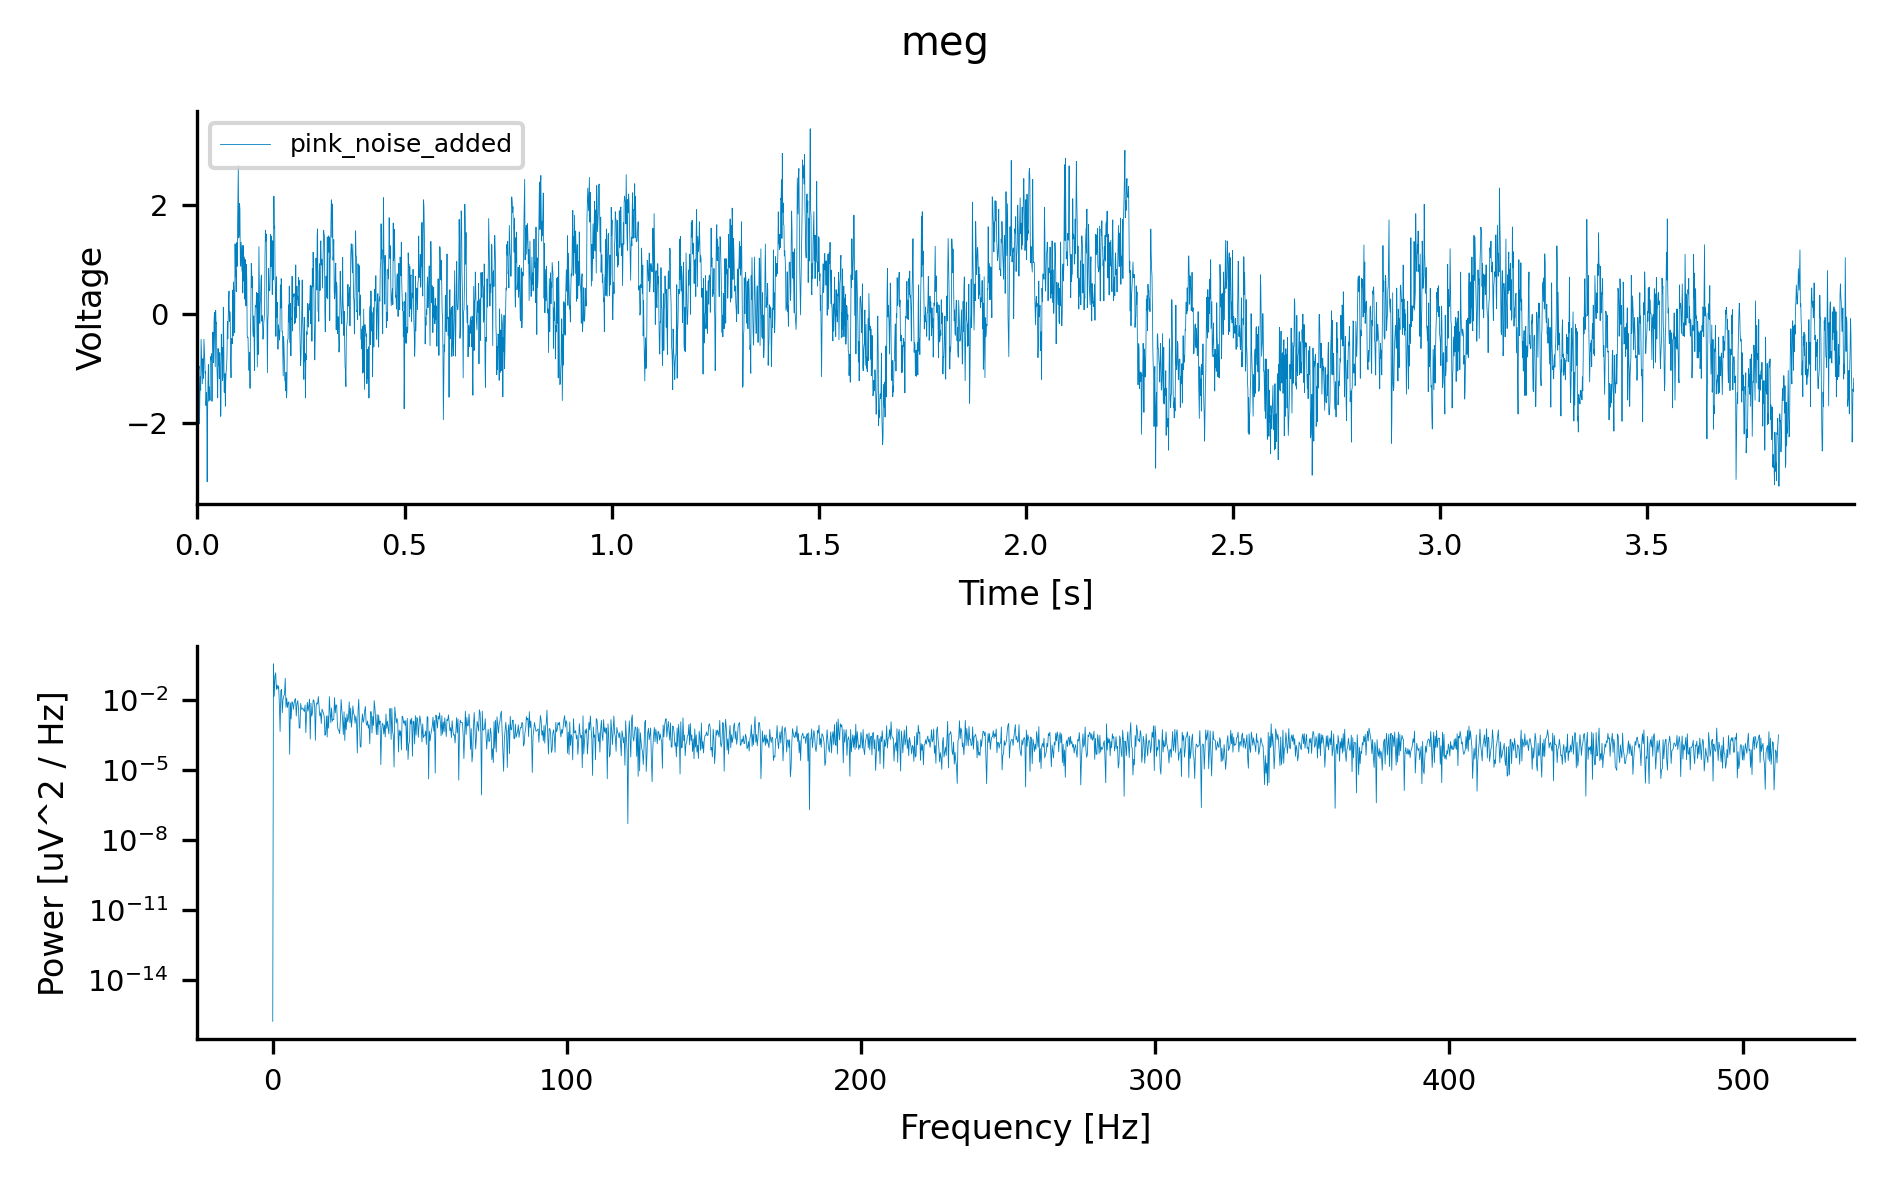 meg
pink_noise_added
Voltage
2
0
−2
0.0 0.5 1.0 1.5 2.0 2.5 3.0 3.5
Time [s]
Power [uV^2 / Hz]
10⁻²
10⁻⁵
10⁻⁸
10⁻¹¹
10⁻¹⁴
0 100 200 300 400 500
Frequency [Hz]